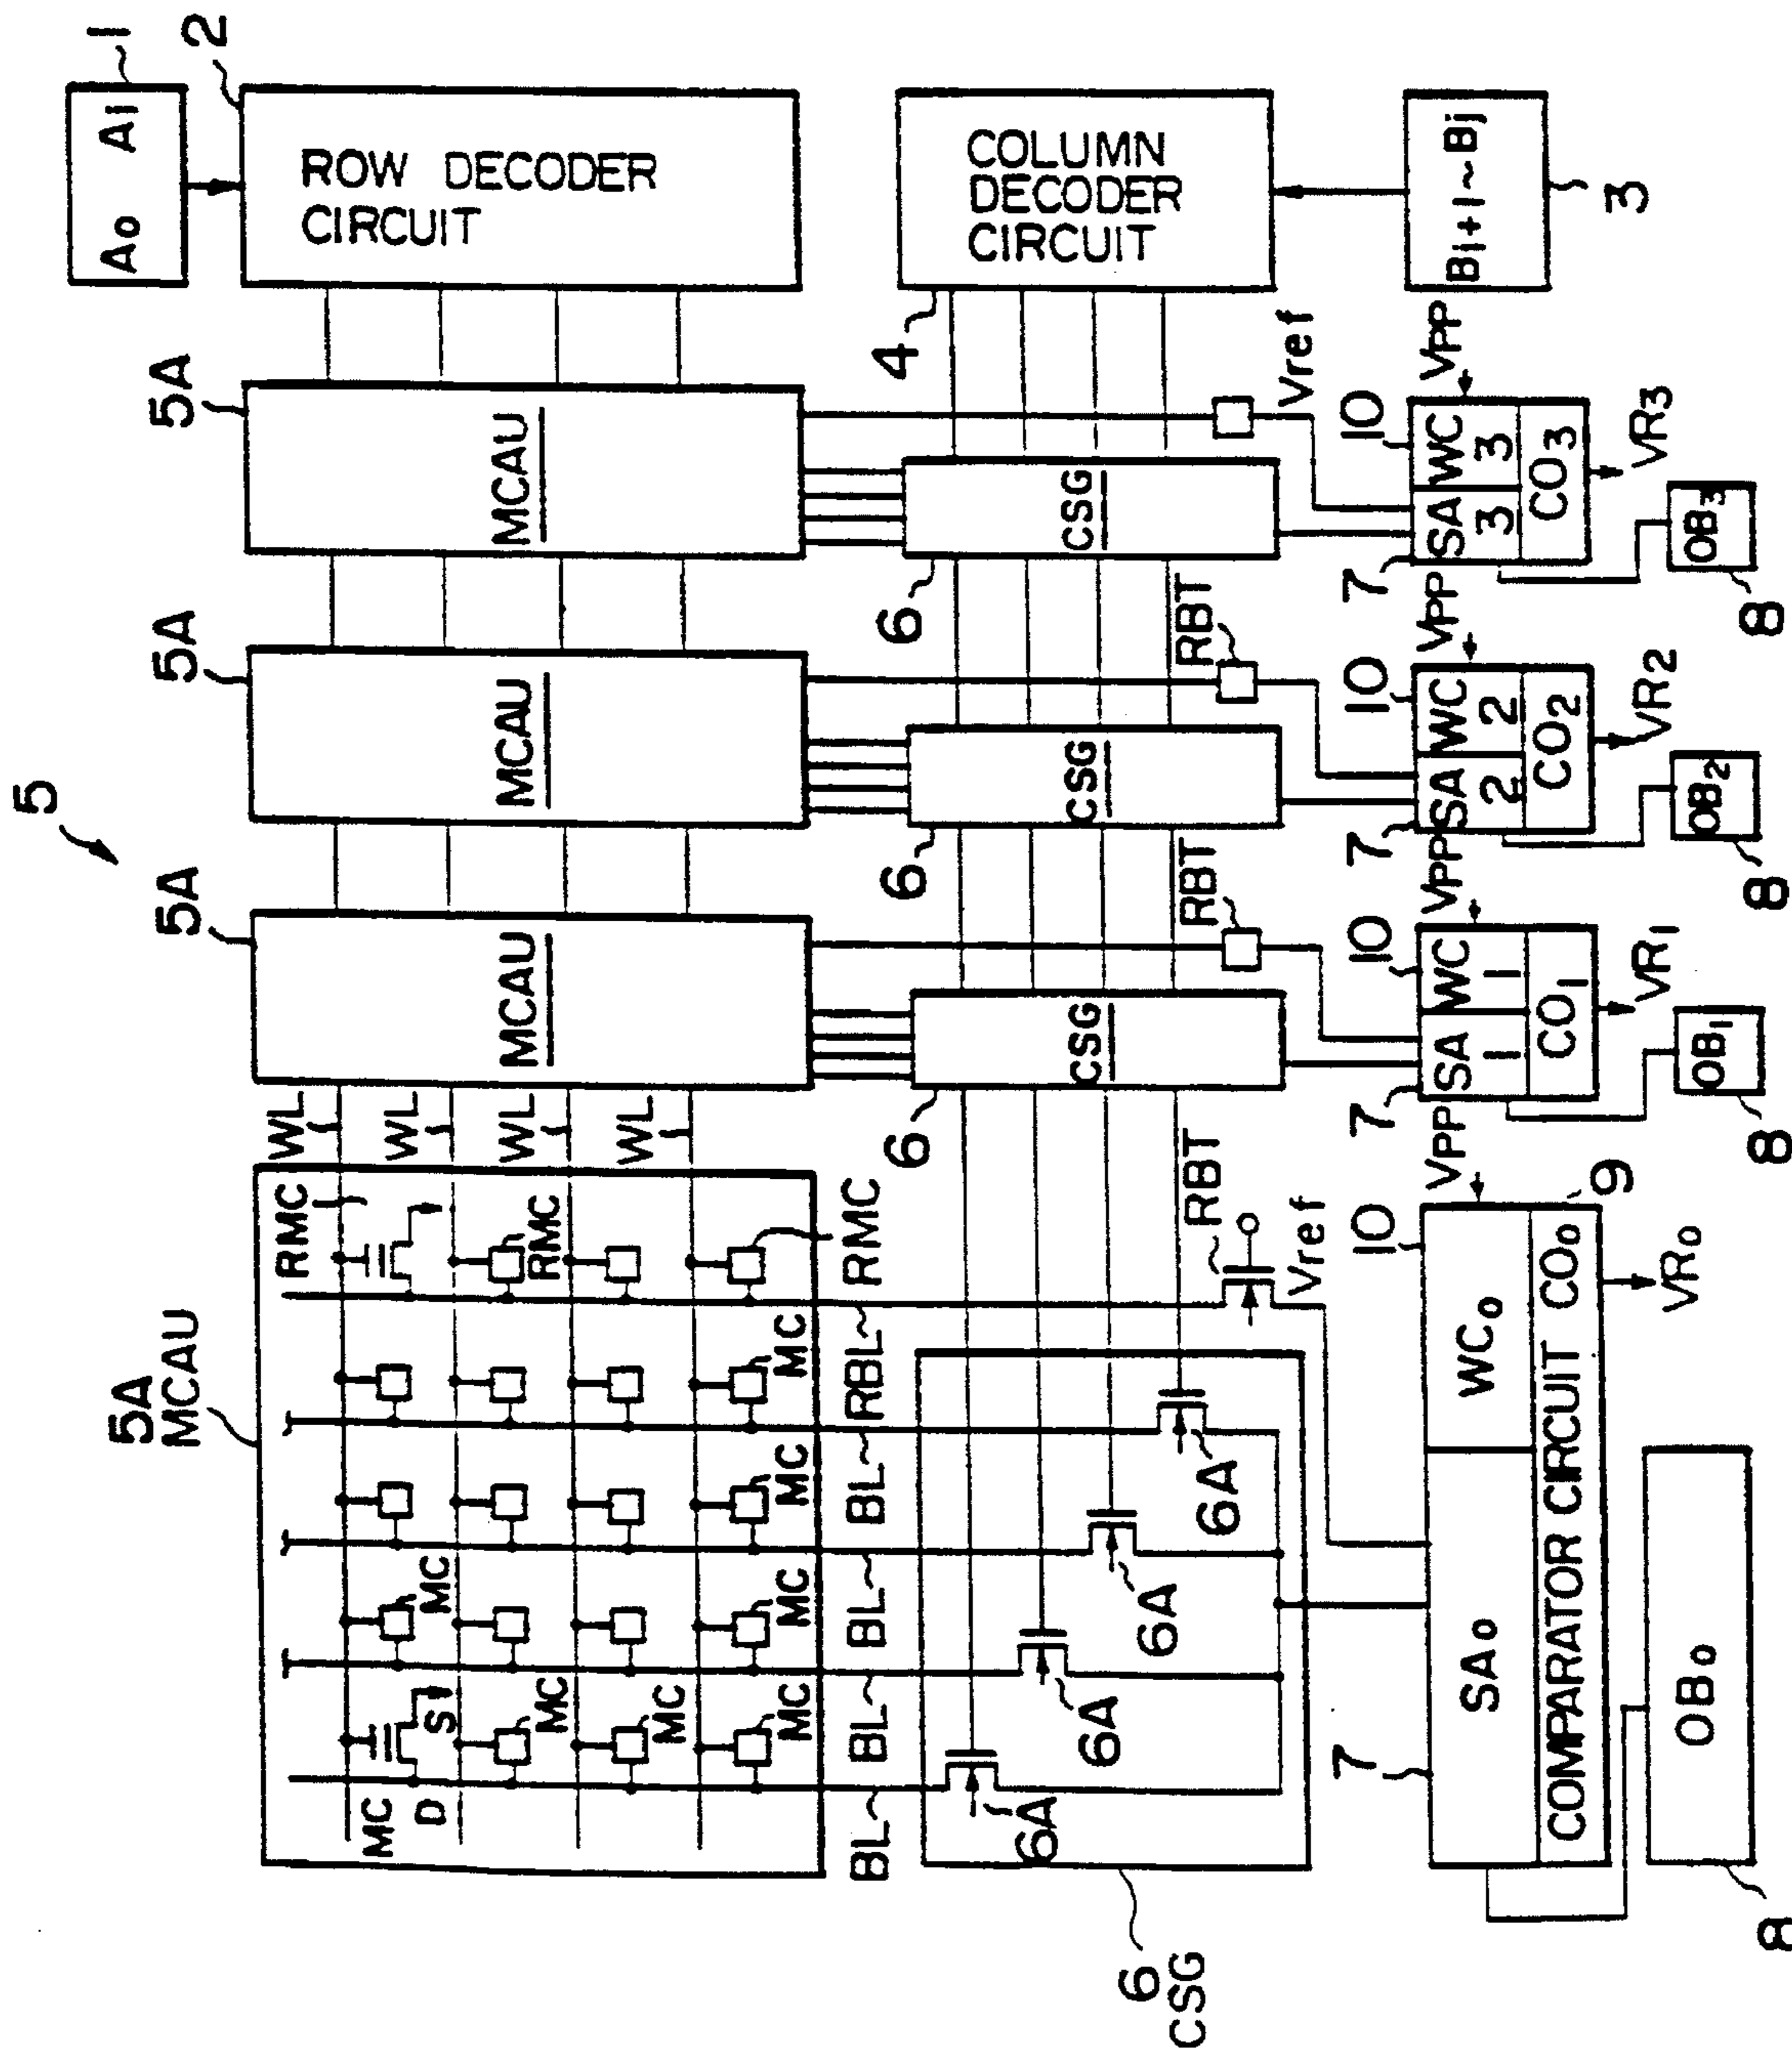 1
A0 Ai
2
ROW DECODER
CIRCUIT
COLUMN
DECODER
CIRCUIT
4
Bi+1~Bj
3
5
5A
MCAU
5A
MCAU
5A
MCAU
5A
MCAU
WL
WL
WL
WL
RMC
RMC
RMC
MC
MC
MC
MC
MC
MC
MC
MC
D
S
BL
BL
BL
BL
RBL
6
CSG
6
CSG
6
CSG
6
CSG
6A
6A
6A
6A
RBT
RBT
RBT
Vref
Vref
VPP
VPP
VPP
VPP
7
10
SA0
WC0
COMPARATOR CIRCUIT CO0
9
VR0
OB0
8
7
10
SA
1
WC
1
CO1
VR1
OB1
8
7
10
SA
2
WC
2
CO2
VR2
OB2
8
7
10
SA
3
WC
3
CO3
VR3
OB3
8